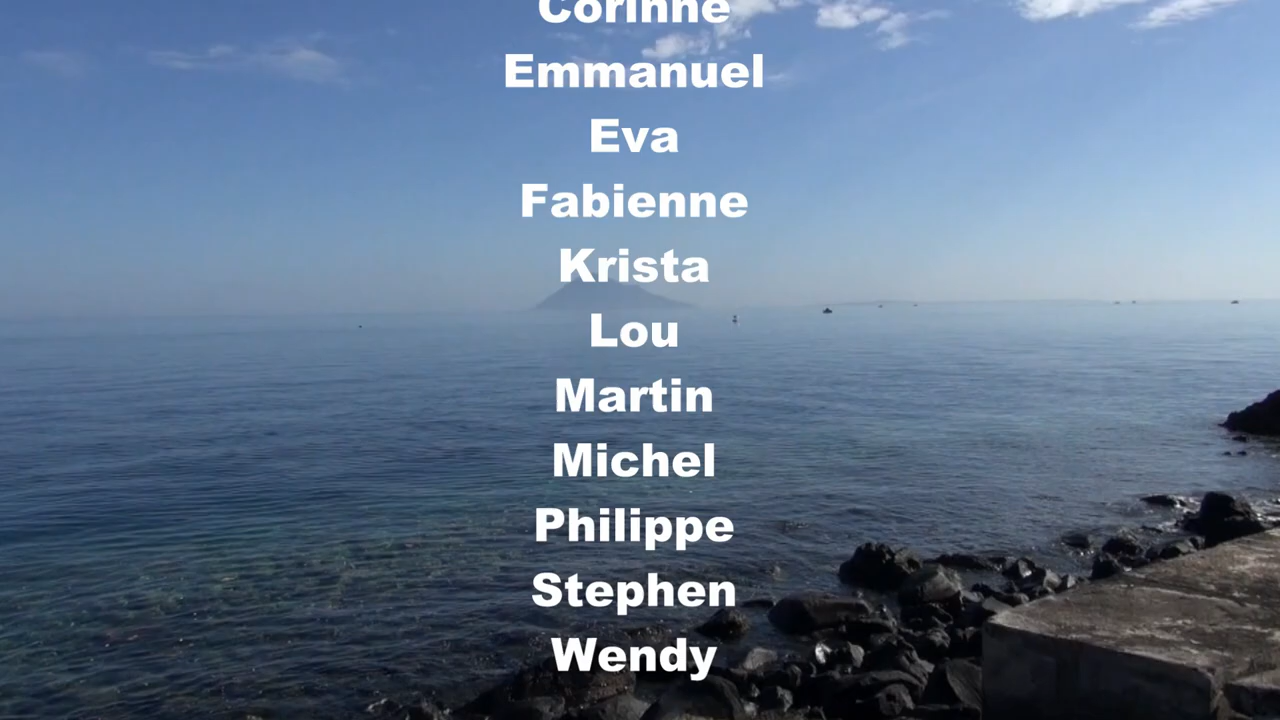 Corinne
Emmanuel
Eva
Fabienne
Krista
Lou
Martin
Michel
Philippe
Stephen
Wendy